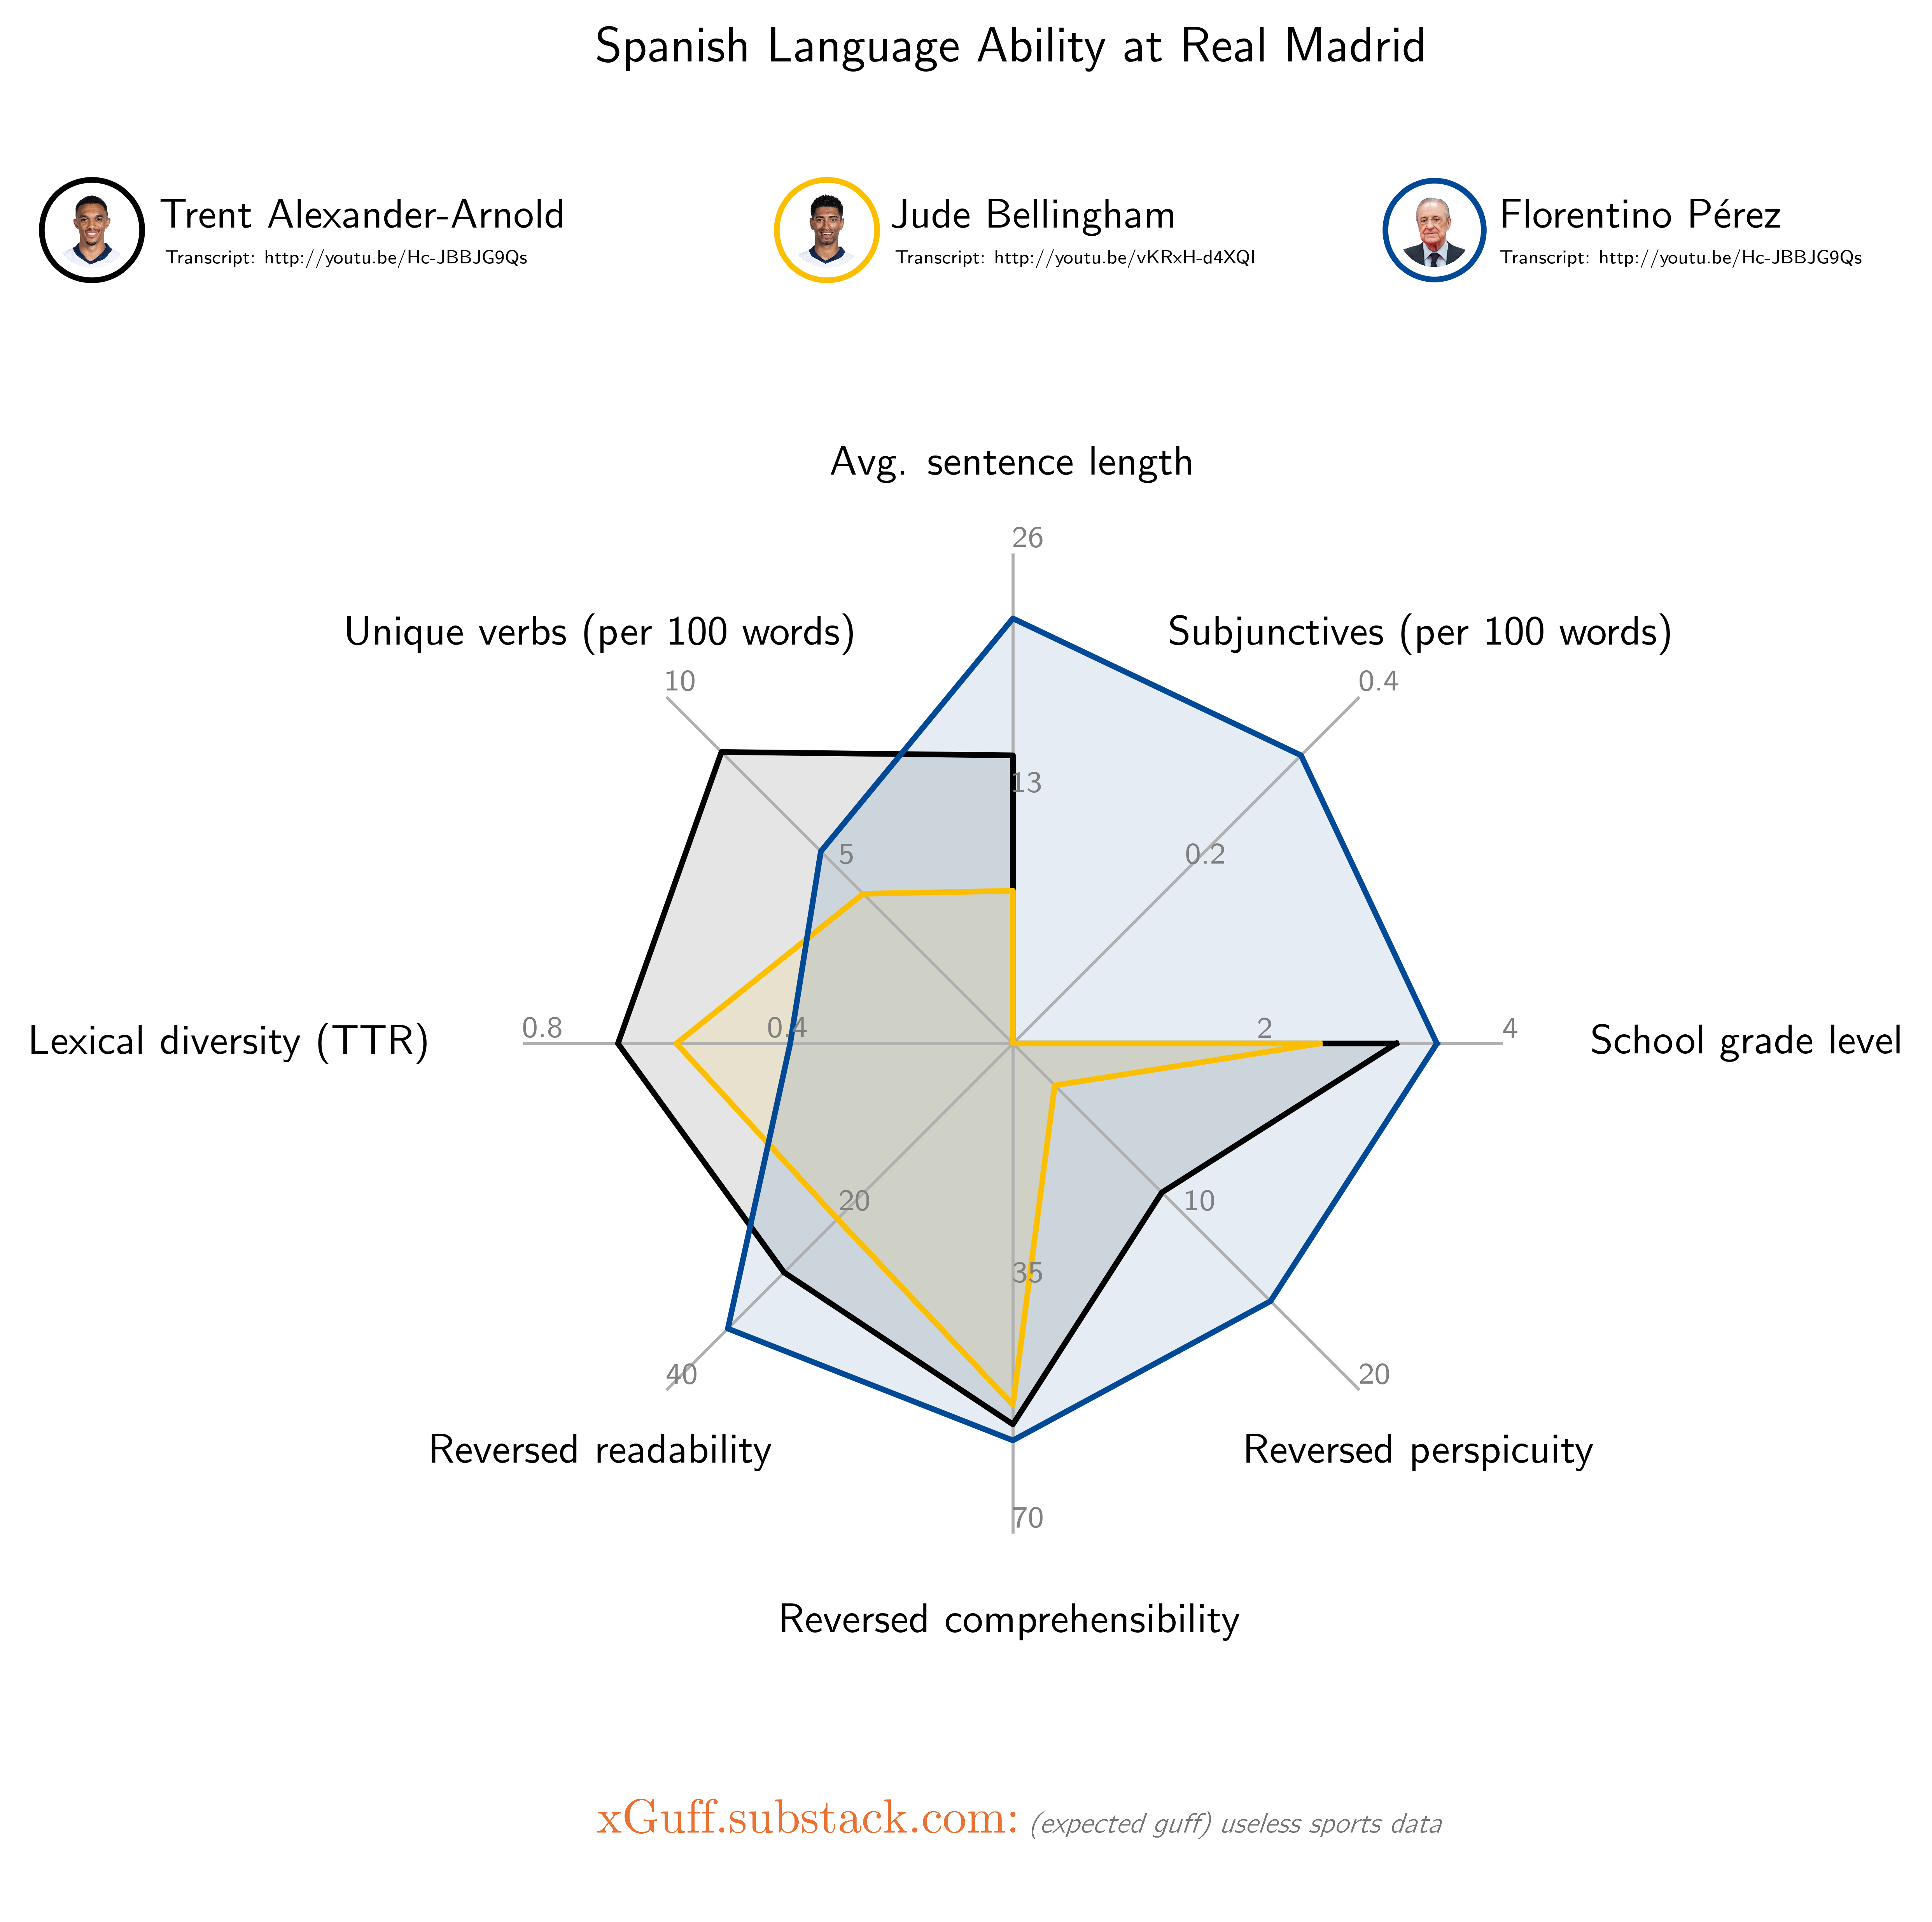 Spanish Language Ability at Real Madrid
Trent Alexander-Arnold
Transcript: http://youtu.be/Hc-JBBJG9Qs
Jude Bellingham
Transcript: http://youtu.be/vKRxH-d4XQI
Florentino Pérez
Transcript: http://youtu.be/Hc-JBBJG9Qs
Avg. sentence length
26
Unique verbs (per 100 words)
Subjunctives (per 100 words)
10
0.4
13
5
0.2
Lexical diversity (TTR)
0.8
0.4
2
4
School grade level
20
10
35
40
20
Reversed readability
Reversed perspicuity
70
Reversed comprehensibility
xGuff.substack.com: (expected guff) useless sports data